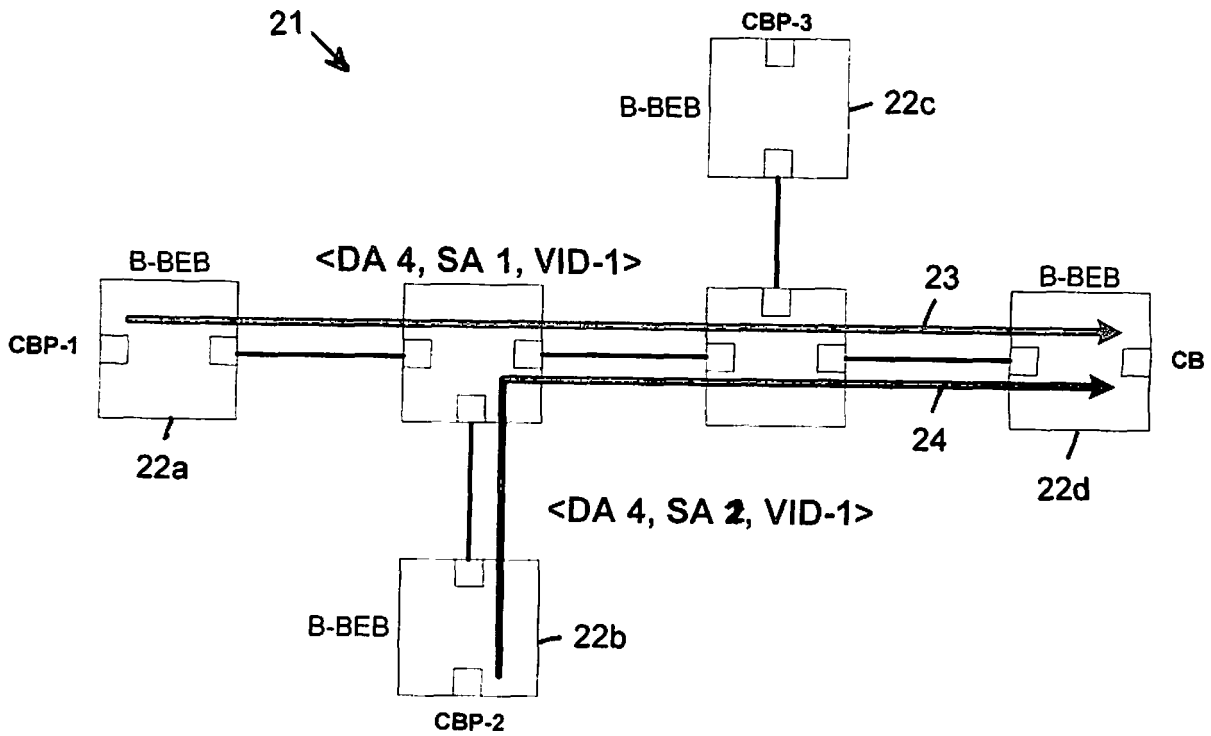 21
CBP-3
B-BEB
22c
B-BEB
<DA 4, SA 1, VID-1>
23
B-BEB
CBP-1
CB
24
22a
22d
<DA 4, SA 2, VID-1>
B-BEB
22b
CBP-2